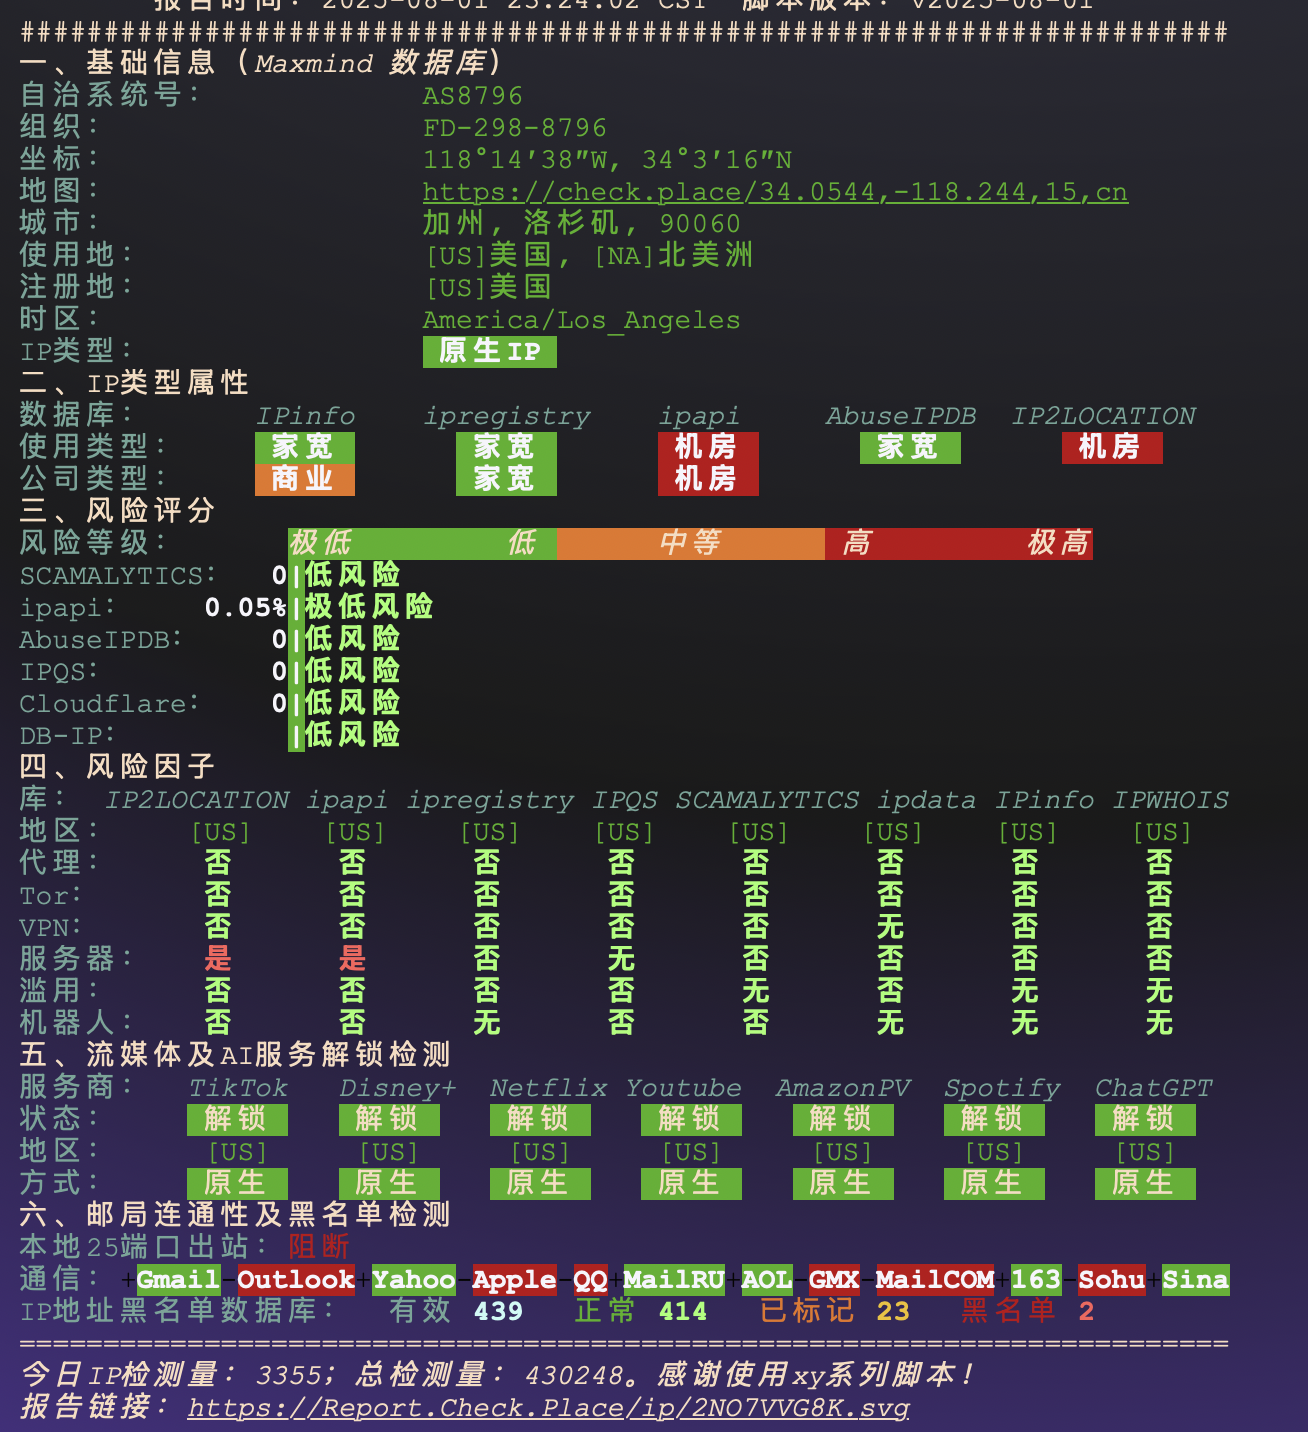 报告时间：2025-08-01 23:24:02 CST 脚本版本：v2025-08-01
########################################################################
一、基础信息（Maxmind 数据库）
自治系统号： AS8796
组织： FD-298-8796
坐标： 118°14′38″W, 34°3′16″N
地图： https://check.place/34.0544,-118.244,15,cn
城市： 加州, 洛杉矶, 90060
使用地： [US]美国, [NA]北美洲
注册地： [US]美国
时区： America/Los_Angeles
IP类型： 原生IP
二、IP类型属性
数据库： IPinfo ipregistry ipapi AbuseIPDB IP2LOCATION
使用类型： 家宽 家宽 机房 家宽 机房
公司类型： 商业 家宽 机房
三、风险评分
风险等级： 极低 低 中等 高 极高
SCAMALYTICS： 0|低风险
ipapi： 0.05%|极低风险
AbuseIPDB： 0|低风险
IPQS： 0|低风险
Cloudflare： 0|低风险
DB-IP： |低风险
四、风险因子
库： IP2LOCATION ipapi ipregistry IPQS SCAMALYTICS ipdata IPinfo IPWHOIS
地区： [US] [US] [US] [US] [US] [US] [US] [US]
代理： 否 否 否 否 否 否 否 否
Tor： 否 否 否 否 否 否 否 否
VPN： 否 否 否 否 否 无 否 否
服务器： 是 是 否 无 否 否 否 否
滥用： 否 否 否 否 无 否 无 无
机器人： 否 否 无 否 否 无 无 无
五、流媒体及AI服务解锁检测
服务商： TikTok Disney+ Netflix Youtube AmazonPV Spotify ChatGPT
状态： 解锁 解锁 解锁 解锁 解锁 解锁 解锁
地区： [US] [US] [US] [US] [US] [US] [US]
方式： 原生 原生 原生 原生 原生 原生 原生
六、邮局连通性及黑名单检测
本地25端口出站：阻断
通信：+Gmail-Outlook+Yahoo-Apple-QQ+MailRU+AOL-GMX-MailCOM+163-Sohu+Sina
IP地址黑名单数据库： 有效 439 正常 414 已标记 23 黑名单 2
========================================================================
今日IP检测量：3355；总检测量：430248。感谢使用xy系列脚本！
报告链接：https://Report.Check.Place/ip/2NO7VVG8K.svg